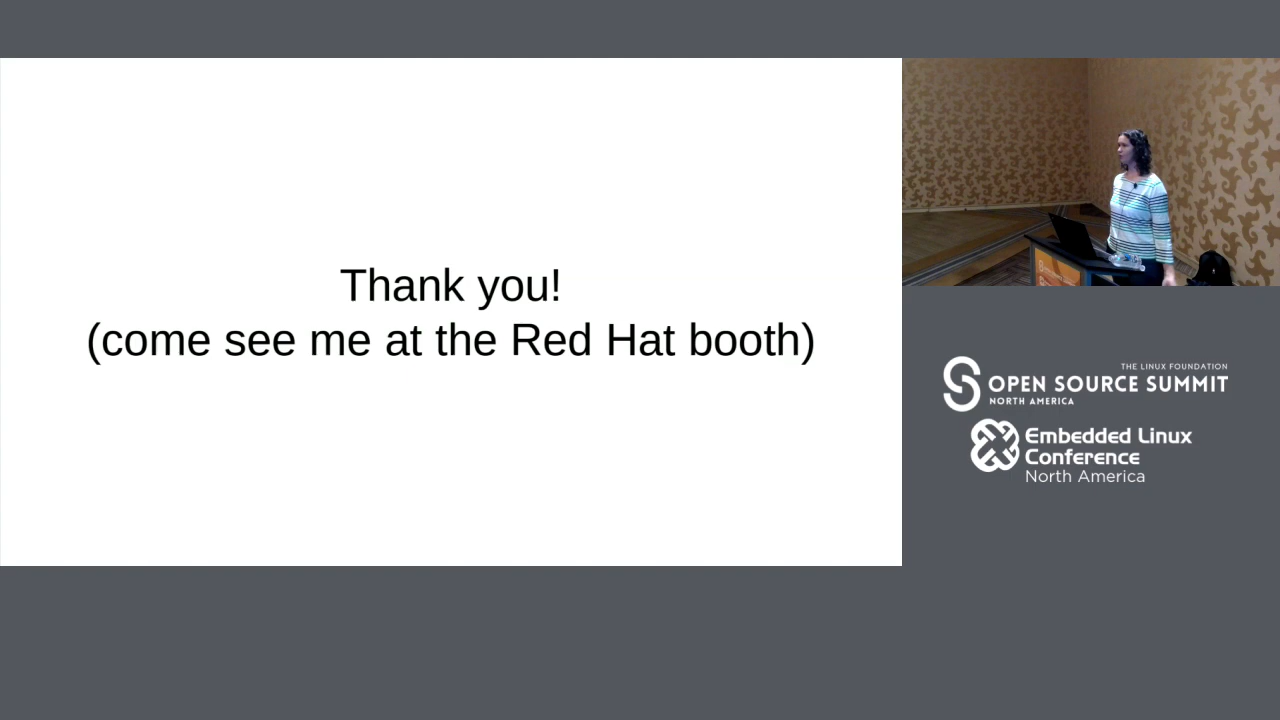 Thank you!
(come see me at the Red Hat booth)
THE LINUX FOUNDATION
OPEN SOURCE SUMMIT
NORTH AMERICA
Embedded Linux
Conference
North America